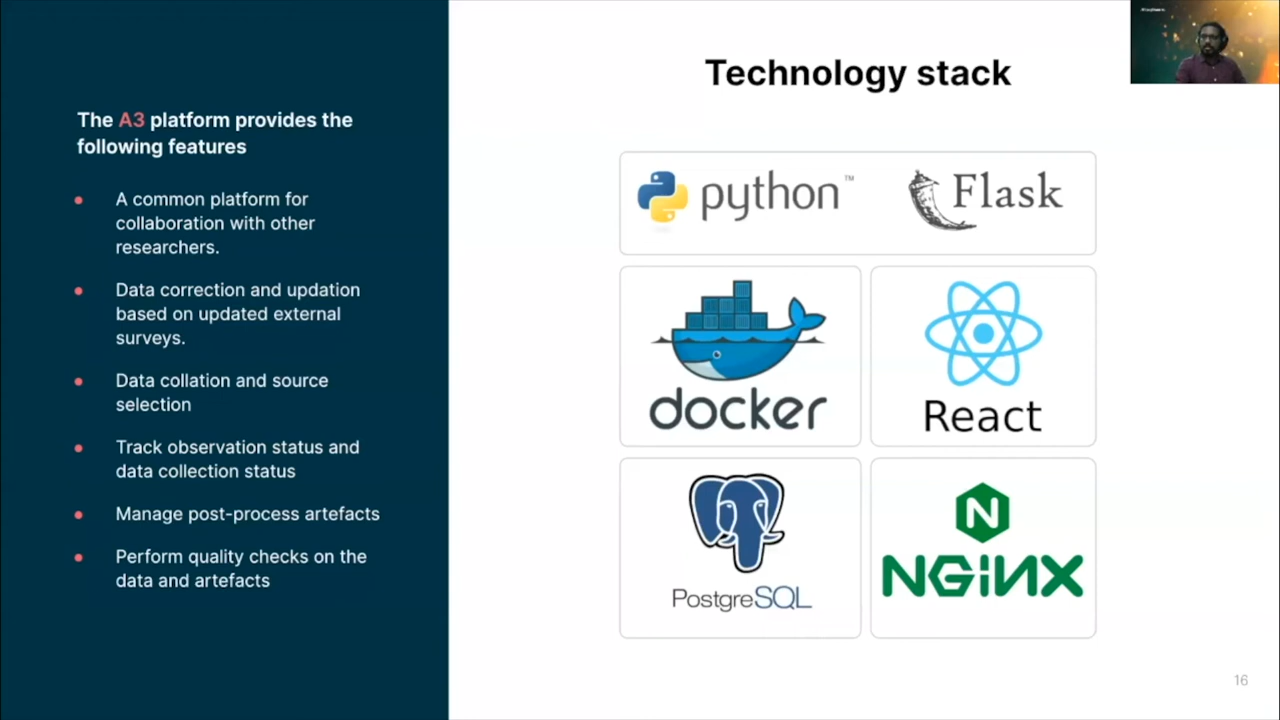 The A3 platform provides the
following features
A common platform for
collaboration with other
researchers.
Data correction and updation
based on updated external
surveys.
Data collation and source
selection
Track observation status and
data collection status
Manage post-process artefacts
Perform quality checks on the
data and artefacts
Technology stack
python™
Flask
docker
React
PostgreSQL
N
NGiNX
16